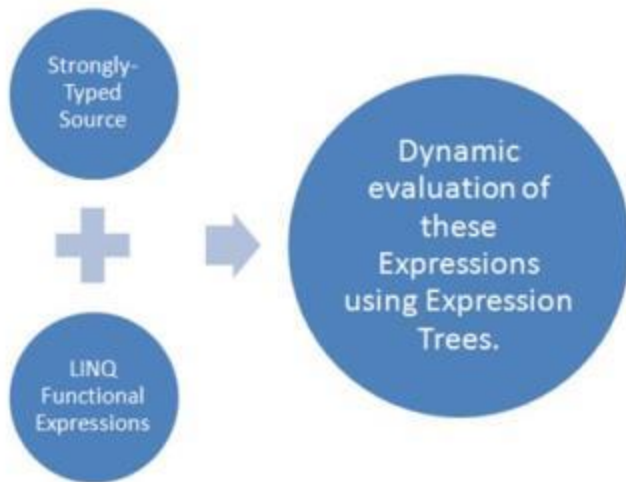 Strongly-
Typed
Source
LINQ
Functional
Expressions
Dynamic
evaluation of
these
Expressions
using Expression
Trees.